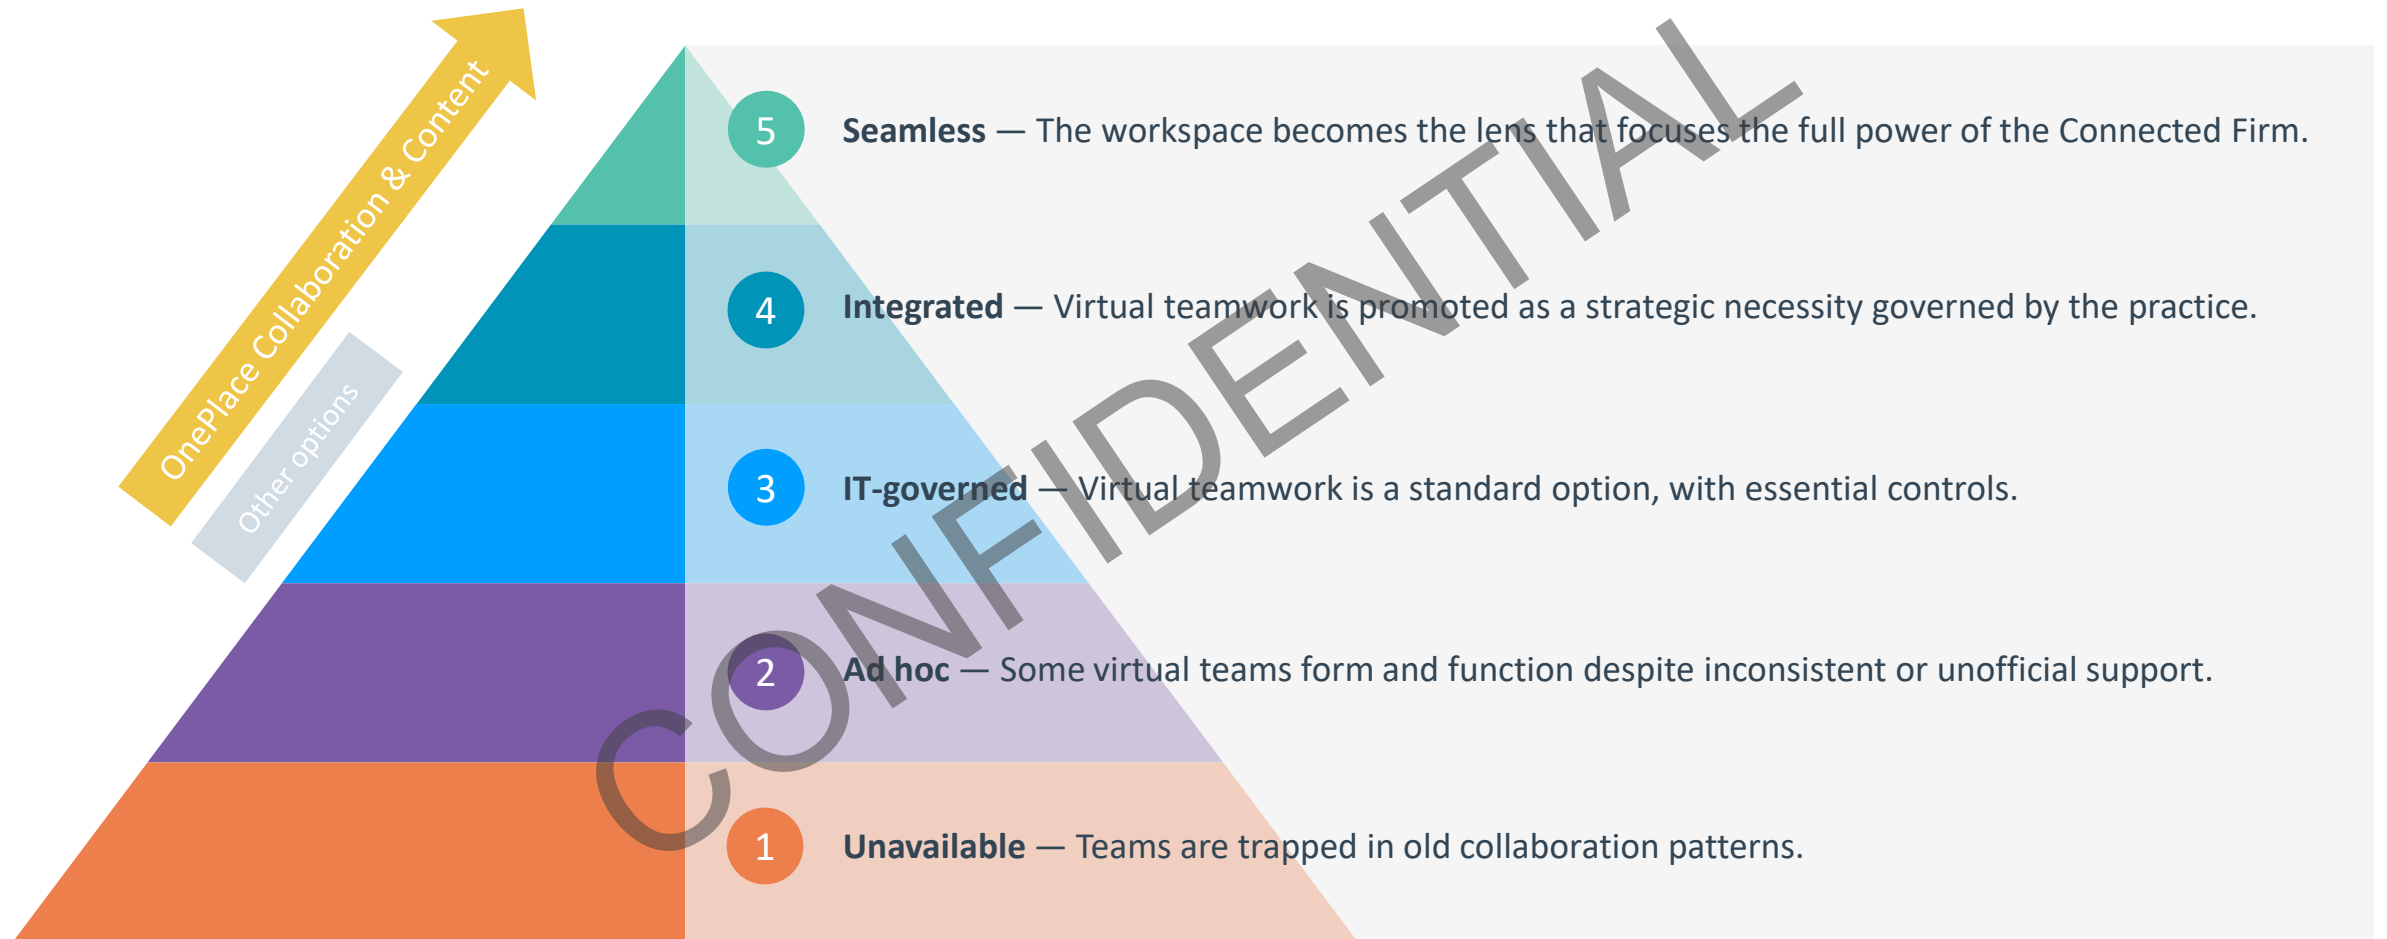 OnePlace Collaboration & Content
Other options
5 Seamless — The workspace becomes the lens that focuses the full power of the Connected Firm.
4 Integrated — Virtual teamwork is promoted as a strategic necessity governed by the practice.
3 IT-governed — Virtual teamwork is a standard option, with essential controls.
2 Ad hoc — Some virtual teams form and function despite inconsistent or unofficial support.
1 Unavailable — Teams are trapped in old collaboration patterns.
CONFIDENTIAL